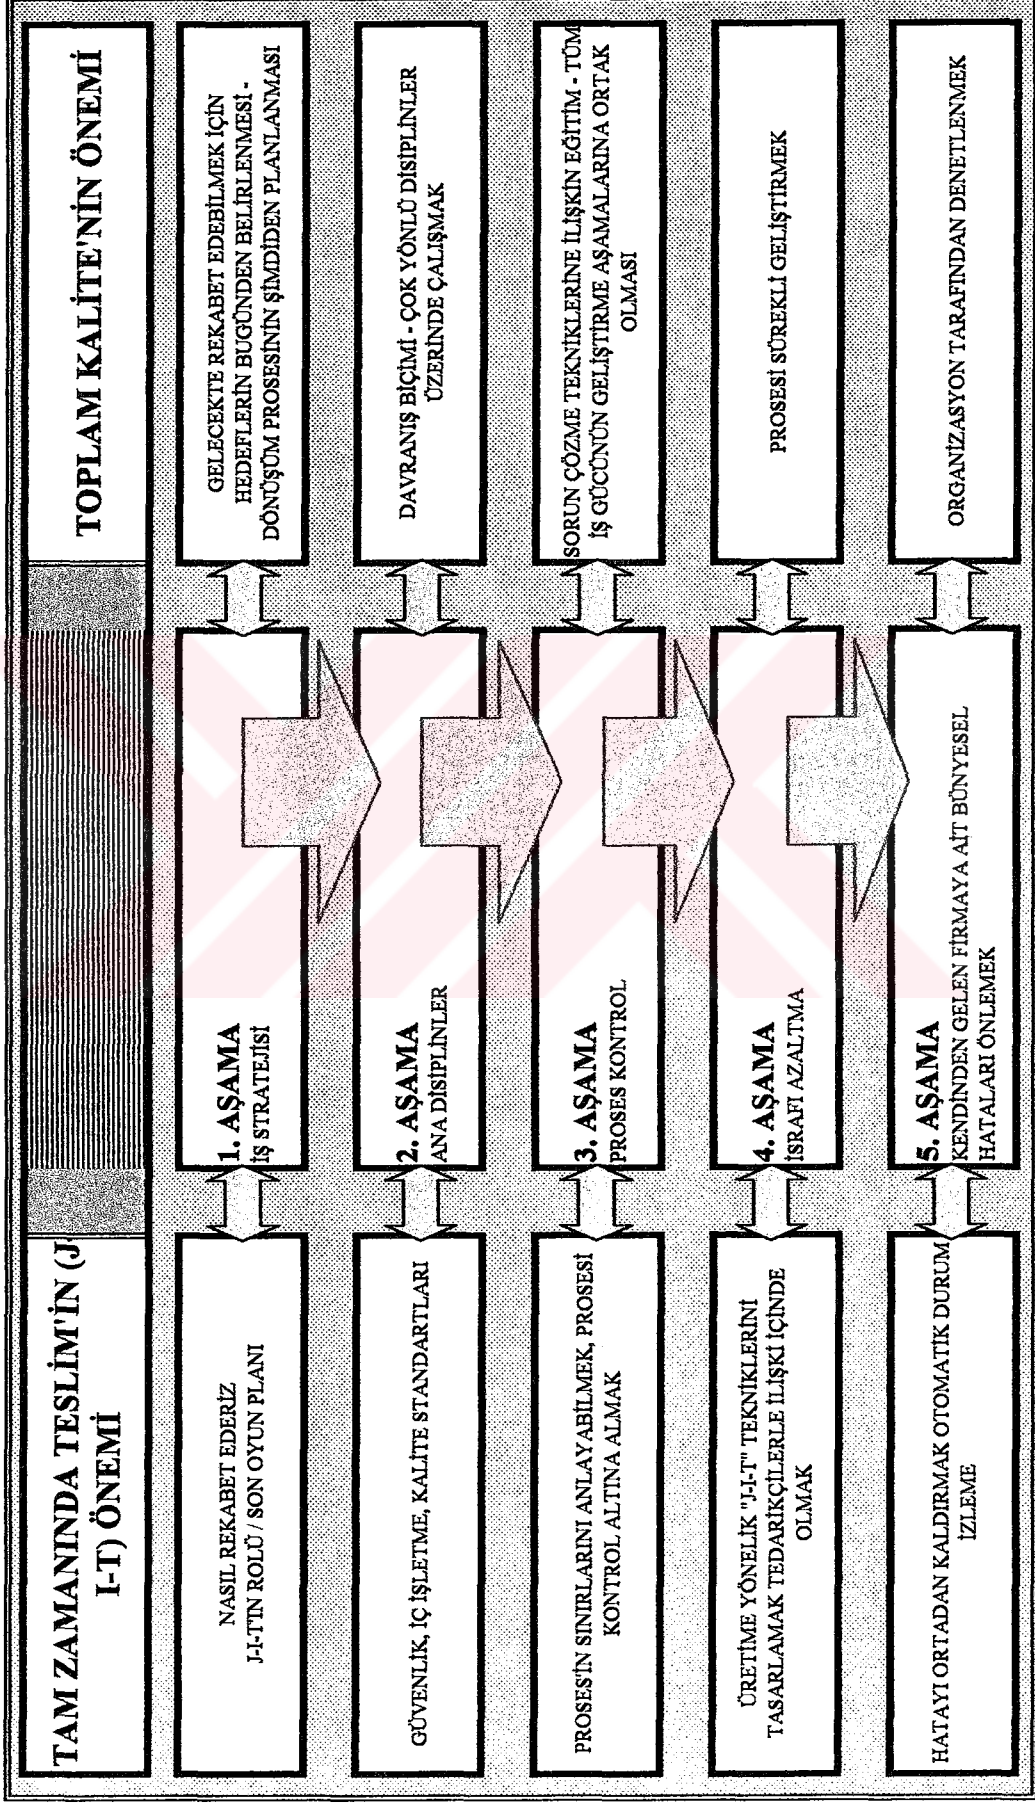 TAM ZAMANINDA TESLİM'İN (J
I-T) ÖNEMİ
TOPLAM KALİTE'NİN ÖNEMİ
NASIL REKABET EDERİZ
J-I-T'IN ROLÜ / SON OYUN PLANI
1. AŞAMA
İŞ STRATEJİSİ
GELECEKTE REKABET EDEBİLMEK İÇİN
HEDEFLERİN BUGÜNDEN BELİRLENMESİ -
DÖNÜŞÜM PROSESİNİN ŞİMDİDEN PLANLANMASI
GÜVENLİK, İÇ İŞLETME, KALİTE STANDARTLARI
2. AŞAMA
ANA DİSİPLİNLER
DAVRANIŞ BİÇİMİ - ÇOK YÖNLÜ DİSİPLİNLER
ÜZERİNDE ÇALIŞMAK
PROSES'İN SINIRLARINI ANLAYABİLMEK, PROSESİ
KONTROL ALTINA ALMAK
3. AŞAMA
PROSES KONTROL
SORUN ÇÖZME TEKNİKLERİNE İLİŞKİN EĞİTİM - TÜM
İŞ GÜCÜNÜN GELİŞTİRME AŞAMALARINA ORTAK
OLMASI
ÜRETİME YÖNELİK "J-I-T" TEKNİKLERİNİ
TASARLAMAK TEDARİKÇİLERLE İLİŞKİ İÇİNDE
OLMAK
4. AŞAMA
İSRAFI AZALTMA
PROSESİ SÜREKLİ GELİŞTİRMEK
HATAYI ORTADAN KALDIRMAK OTOMATİK DURUM
İZLEME
5. AŞAMA
KENDİNDEN GELEN FİRMAYA AİT BÜNYESEL
HATALARI ÖNLEMEK
ORGANİZASYON TARAFINDAN DENETLENMEK